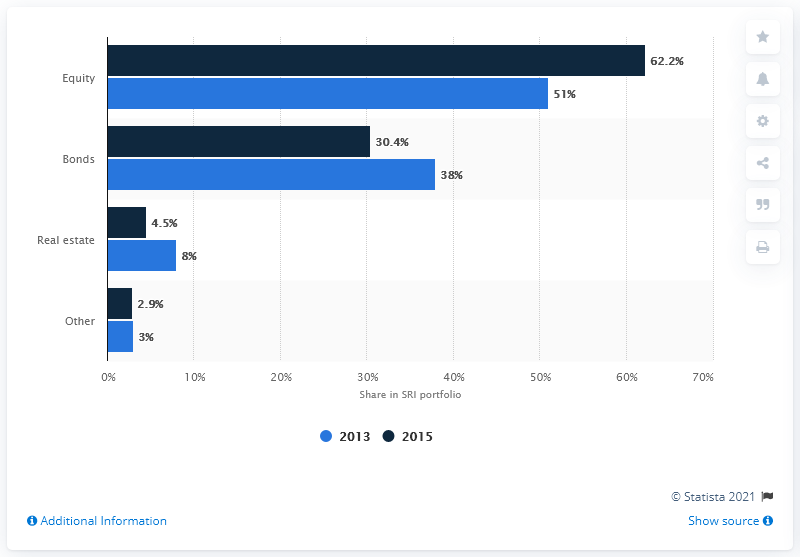 Equity
62.2%
51%
Bonds
30.4%
38%
Real estate
4.5%
8%
Other
2.9%
3%
0% 10% 20% 30% 40% 50% 60% 70%
Share in SRI portfolio
2013 2015
© Statista 2021
Additional Information Show source